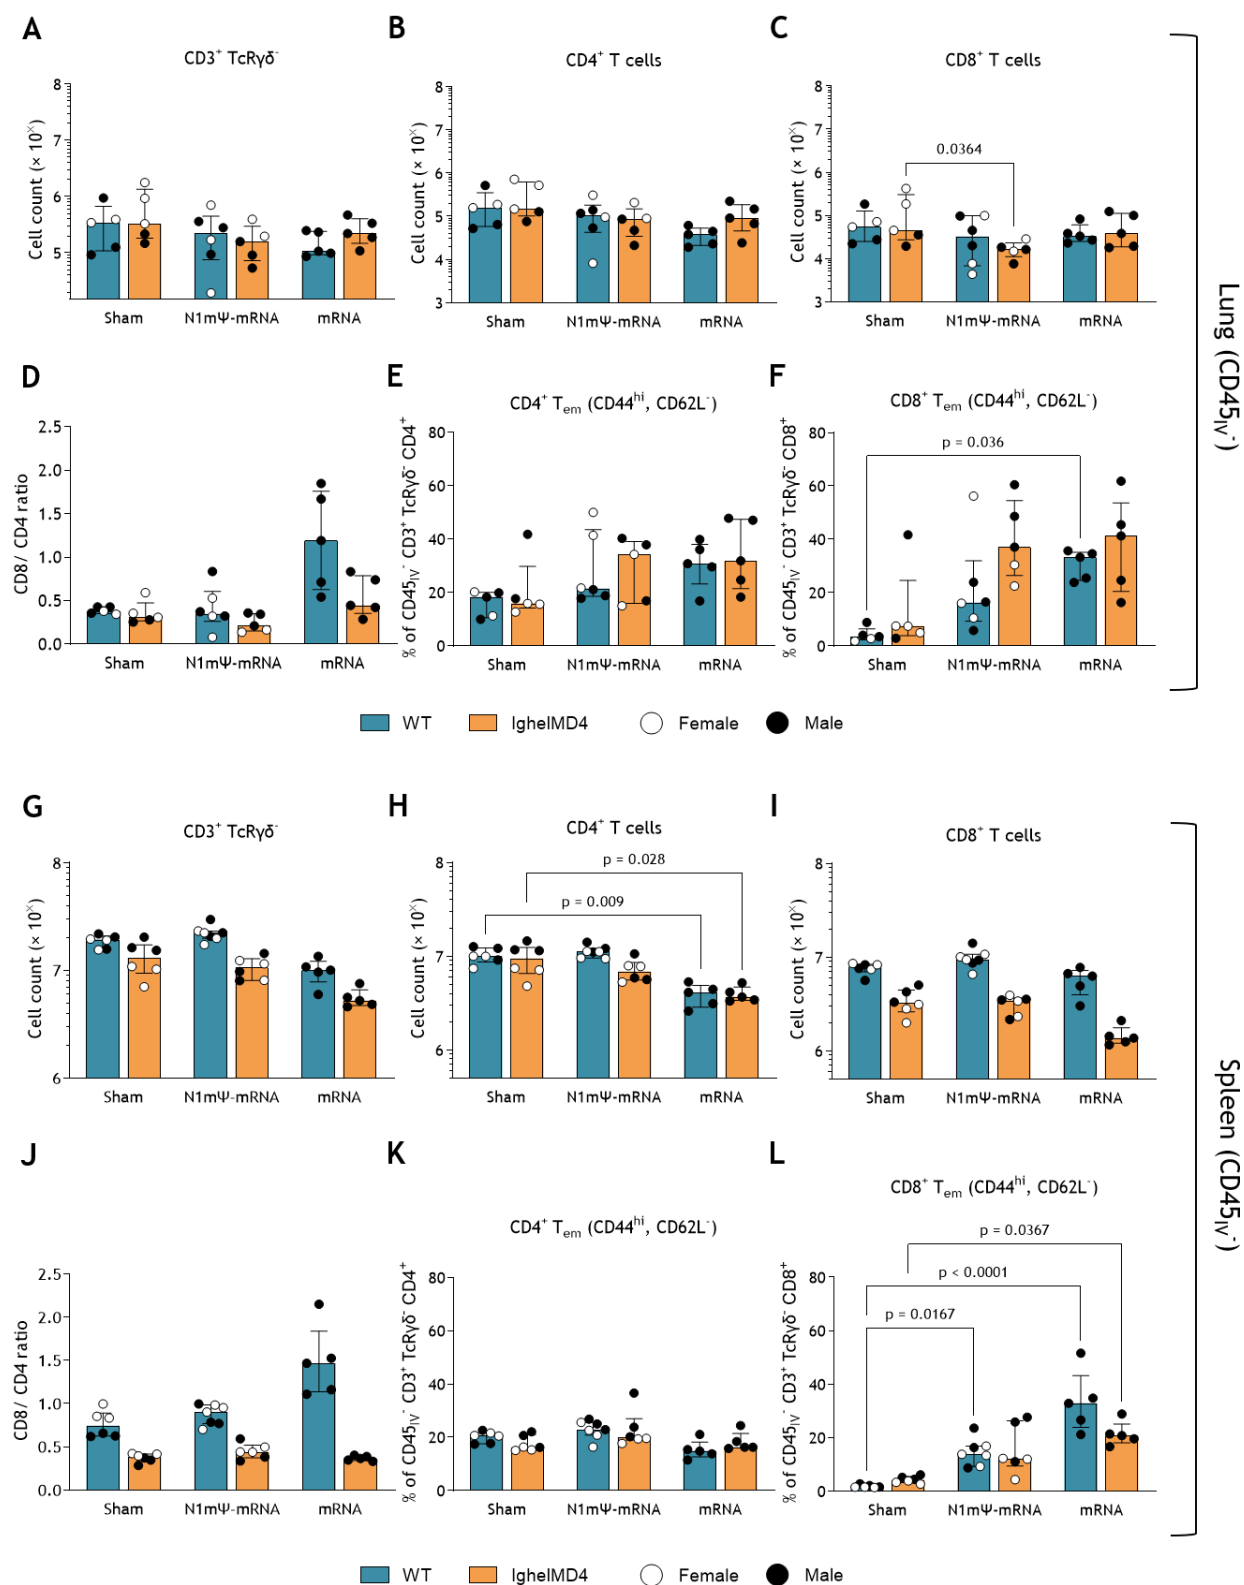 A
CD3⁺ TcRγδ⁻
Cell count (× 10ˣ)
8
7
6
5
Sham
N1mΨ-mRNA
mRNA
B
CD4⁺ T cells
Cell count (× 10ˣ)
8
7
6
5
4
3
Sham
N1mΨ-mRNA
mRNA
C
CD8⁺ T cells
Cell count (× 10ˣ)
8
7
6
5
4
3
0.0364
Sham
N1mΨ-mRNA
mRNA
D
CD8/ CD4 ratio
2.5
2.0
1.5
1.0
0.5
0.0
Sham
N1mΨ-mRNA
mRNA
E
CD4⁺ Tem (CD44hi, CD62L⁻)
% of CD45IV⁻ CD3⁺ TcRγδ⁻ CD4⁺
80
60
40
20
0
Sham
N1mΨ-mRNA
mRNA
F
CD8⁺ Tem (CD44hi, CD62L⁻)
% of CD45IV⁻ CD3⁺ TcRγδ⁻ CD8⁺
80
60
40
20
0
p = 0.036
Sham
N1mΨ-mRNA
mRNA
Lung (CD45IV⁻)
WT
IghelMD4
Female
Male
G
CD3⁺ TcRγδ⁻
Cell count (× 10ˣ)
8
7
6
Sham
N1mΨ-mRNA
mRNA
H
CD4⁺ T cells
Cell count (× 10ˣ)
8
7
6
p = 0.028
p = 0.009
Sham
N1mΨ-mRNA
mRNA
I
CD8⁺ T cells
Cell count (× 10ˣ)
8
7
6
Sham
N1mΨ-mRNA
mRNA
J
CD8/ CD4 ratio
2.5
2.0
1.5
1.0
0.5
0.0
Sham
N1mΨ-mRNA
mRNA
K
CD4⁺ Tem (CD44hi, CD62L⁻)
% of CD45IV⁻ CD3⁺ TcRγδ⁻ CD4⁺
80
60
40
20
0
Sham
N1mΨ-mRNA
mRNA
L
CD8⁺ Tem (CD44hi, CD62L⁻)
% of CD45IV⁻ CD3⁺ TcRγδ⁻ CD8⁺
80
60
40
20
0
p = 0.0367
p < 0.0001
p = 0.0167
Sham
N1mΨ-mRNA
mRNA
Spleen (CD45IV⁻)
WT
IghelMD4
Female
Male